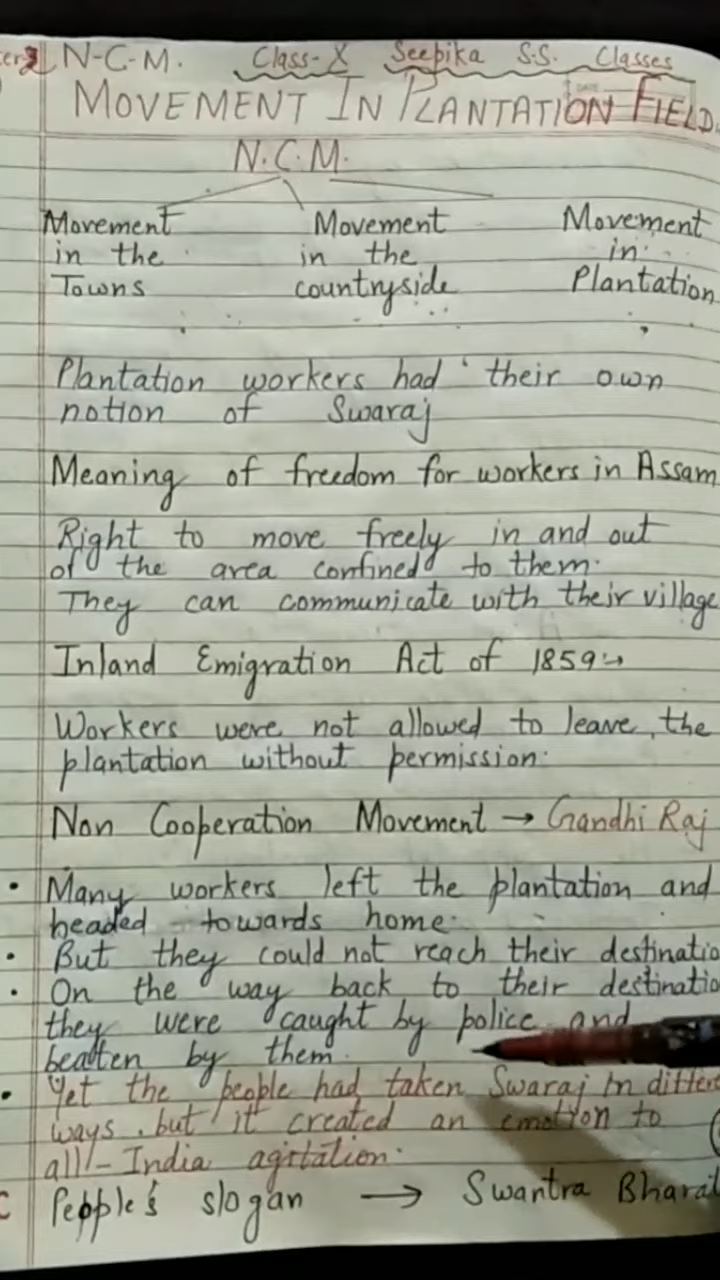 N-C-M. Class-X Seepika S.S. Classes
MOVEMENT IN PLANTATION FIELD
N.C.M.
Movement in the Towns
Movement in the countryside
Movement in Plantation
Plantation workers had their own
notion of Swaraj
Meaning of freedom for workers in Assam
Right to move freely in and out
of the area confined to them.
They can communicate with their village
Inland Emigration Act of 1859
Workers were not allowed to leave the
plantation without permission.
Non Cooperation Movement → Gandhi Raj
• Many workers left the plantation and
headed towards home.
• But they could not reach their destinatio
• On the way back to their destinatio
they were caught by police and
beaten by them.
• Yet the people had taken Swaraj in differ
ways, but it created an emotion to
all-India agitation.
People's slogan → Swantra Bharat